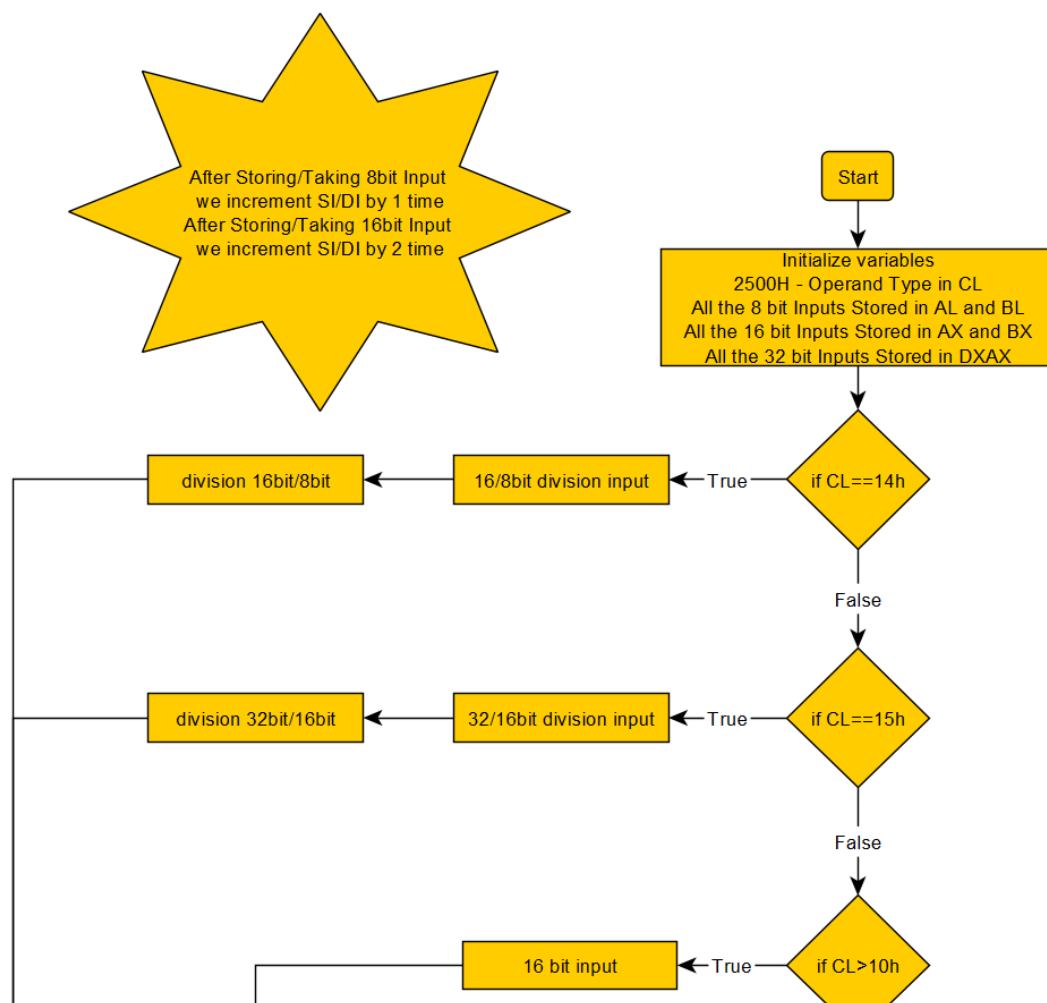 After Storing/Taking 8bit Input
we increment SI/DI by 1 time
After Storing/Taking 16bit Input
we increment SI/DI by 2 time
Start
Initialize variables
2500H - Operand Type in CL
All the 8 bit Inputs Stored in AL and BL
All the 16 bit Inputs Stored in AX and BX
All the 32 bit Inputs Stored in DXAX
division 16bit/8bit
16/8bit division input
True
if CL==14h
False
division 32bit/16bit
32/16bit division input
True
if CL==15h
False
16 bit input
True
if CL>10h